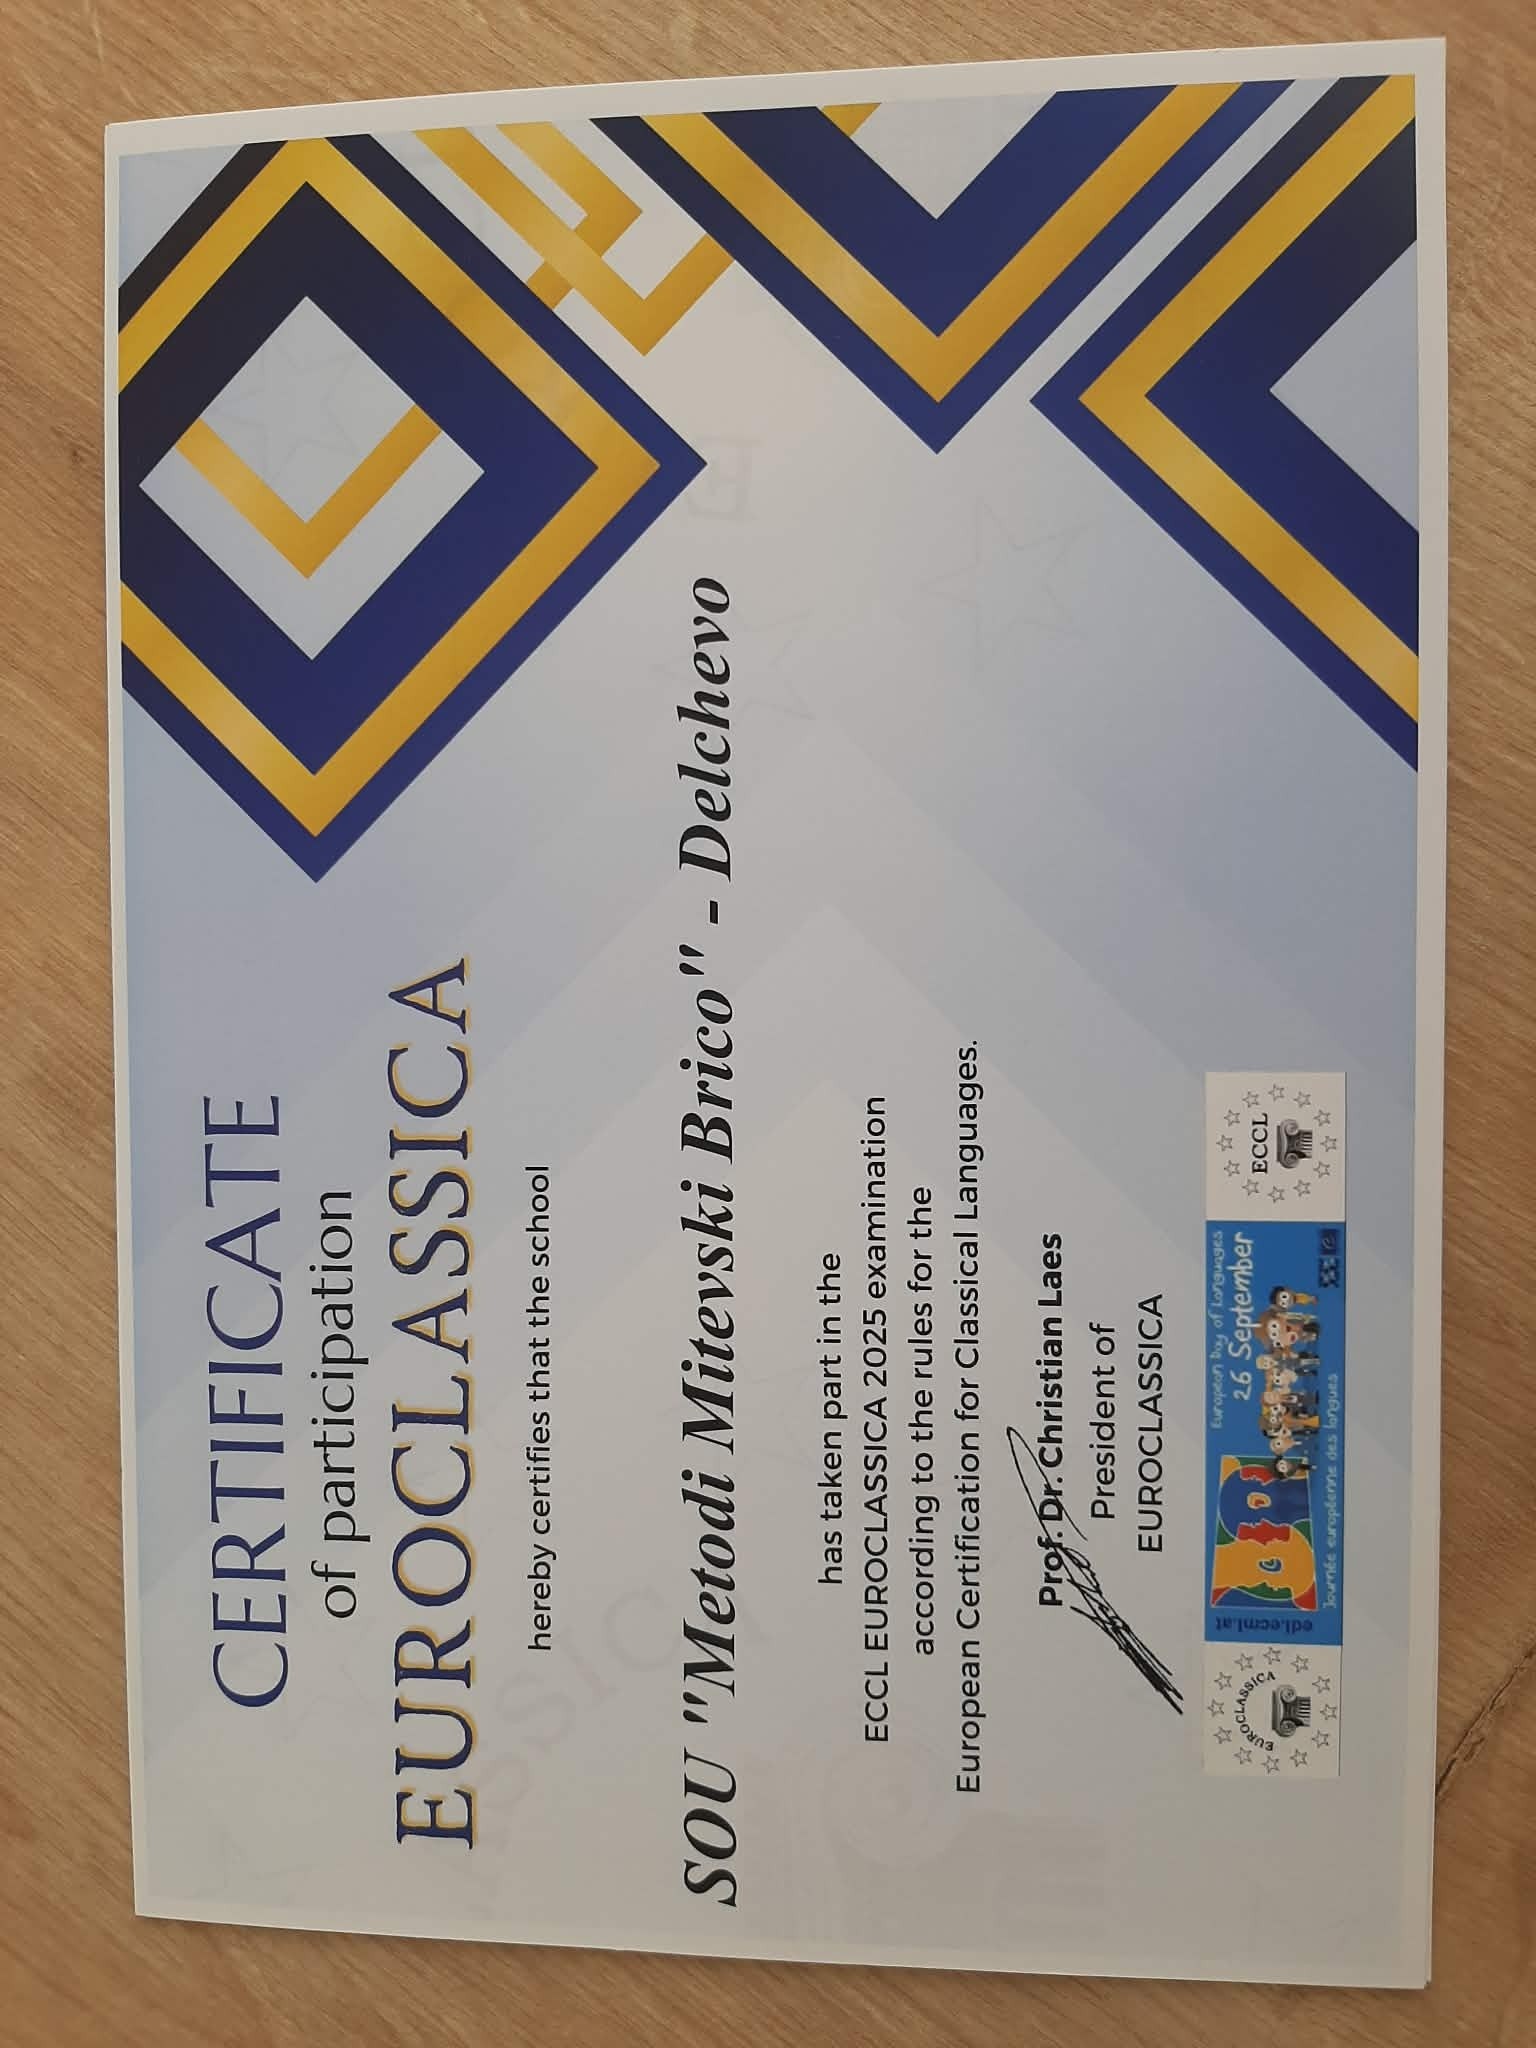 CERTIFICATE
of participation
EUROCLASSICA
hereby certifies that the school
SOU "Metodi Mitevski Brico" - Delchevo
has taken part in the
ECCL EUROCLASSICA 2025 examination
according to the rules for the
European Certification for Classical Languages.
Prof. Dr. Christian Laes
President of
EUROCLASSICA
EUROCLASSICA
edl.ecml.at
European Day of Languages
26 September
Journée européenne des langues
ECCL